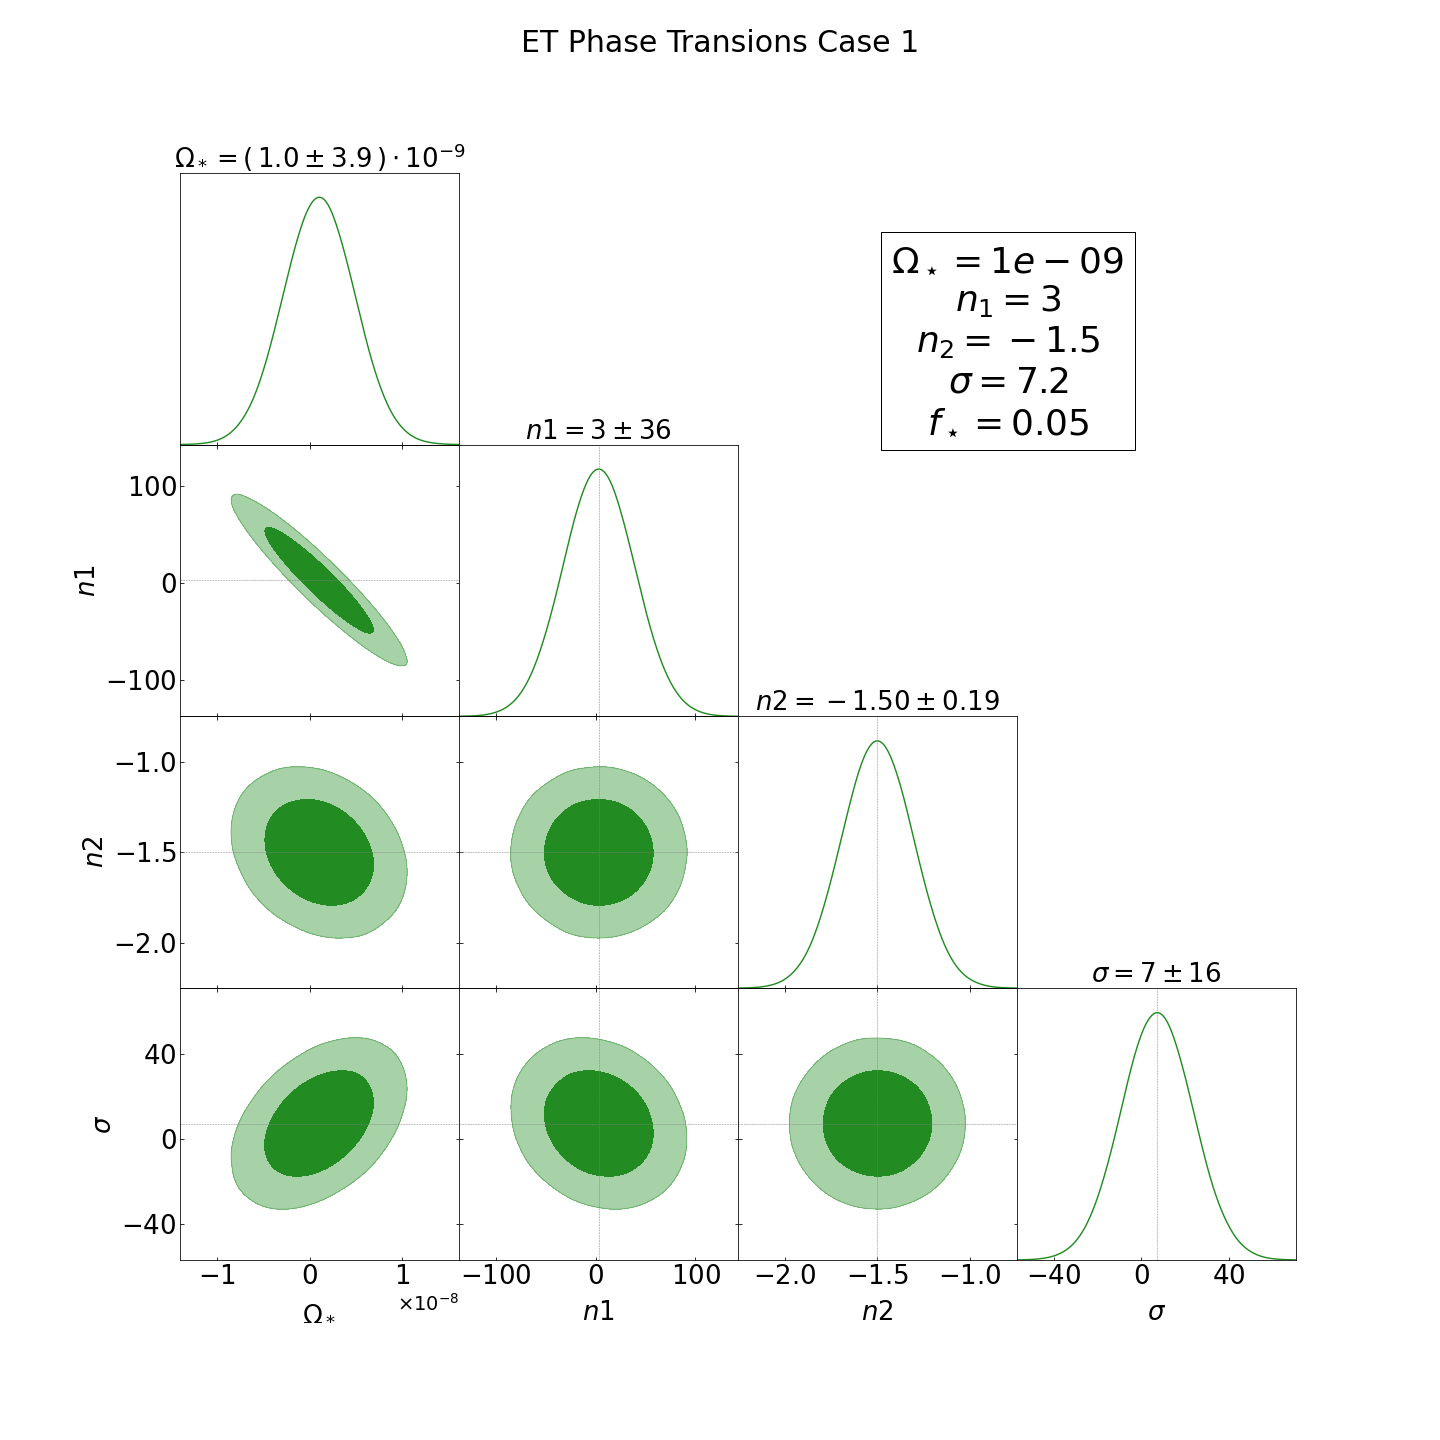 ET Phase Transions Case 1
Ω* = ( 1.0 ± 3.9 ) · 10⁻⁹
Ω⋆ = 1e − 09
n₁ = 3
n₂ = − 1.5
σ = 7.2
f⋆ = 0.05
n1 = 3 ± 36
100
0
−100
n1
n2 = − 1.50 ± 0.19
−1.0
−1.5
−2.0
n2
σ = 7 ± 16
40
0
−40
σ
−1 0 1
×10⁻⁸
Ω*
−100 0 100
n1
−2.0 −1.5 −1.0
n2
−40 0 40
σ